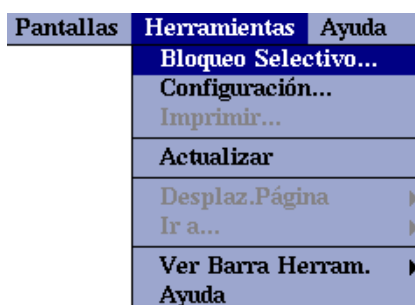 Pantallas Herramientas Ayuda
Bloqueo Selectivo...
Configuración...
Imprimir...
Actualizar
Desplaz.Página
Ir a...
Ver Barra Herram.
Ayuda